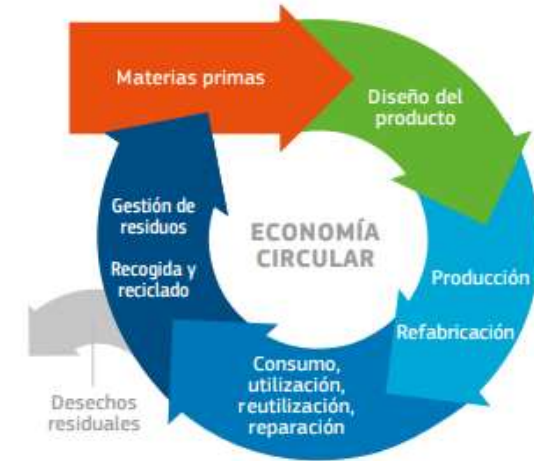 Materias primas
Diseño del
producto
Producción
Refabricación
Consumo,
utilización,
reutilización,
reparación
Gestión de
residuos
Recogida y
reciclado
Desechos
residuales
ECONOMÍA
CIRCULAR